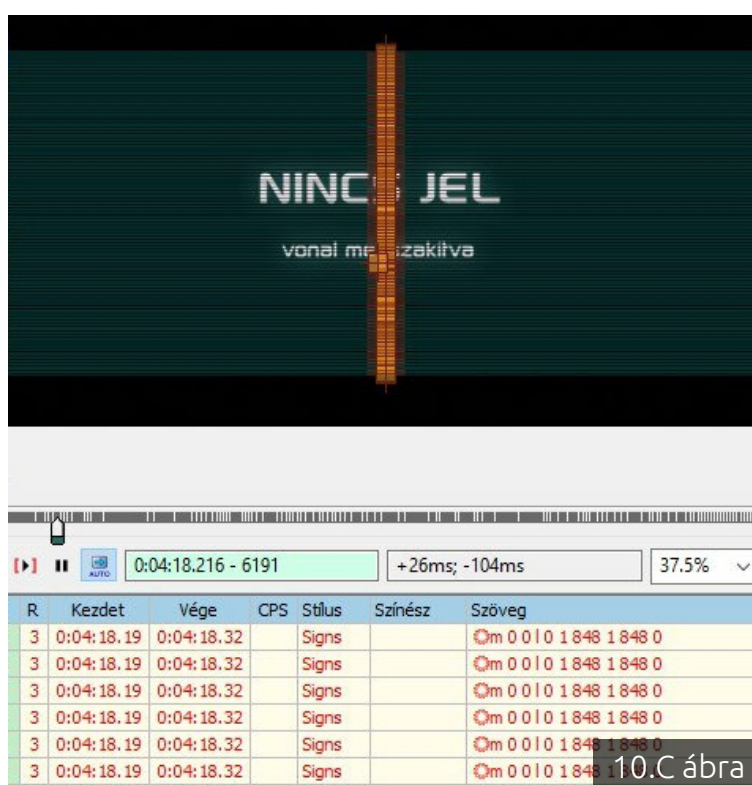 NINCS JEL
vonal megszakítva
AUTO
0:04:18.216 - 6191
+26ms; -104ms
37.5%
R Kezdet Vége CPS Stílus Színész Szöveg
3 0:04:18.19 0:04:18.32 Signs m 0 0 l 0 1 848 1 848 0
3 0:04:18.19 0:04:18.32 Signs m 0 0 l 0 1 848 1 848 0
3 0:04:18.19 0:04:18.32 Signs m 0 0 l 0 1 848 1 848 0
3 0:04:18.19 0:04:18.32 Signs m 0 0 l 0 1 848 1 848 0
3 0:04:18.19 0:04:18.32 Signs m 0 0 l 0 1 848 1 848 0
3 0:04:18.19 0:04:18.32 Signs m 0 0 l 0 1 848
10.C ábra